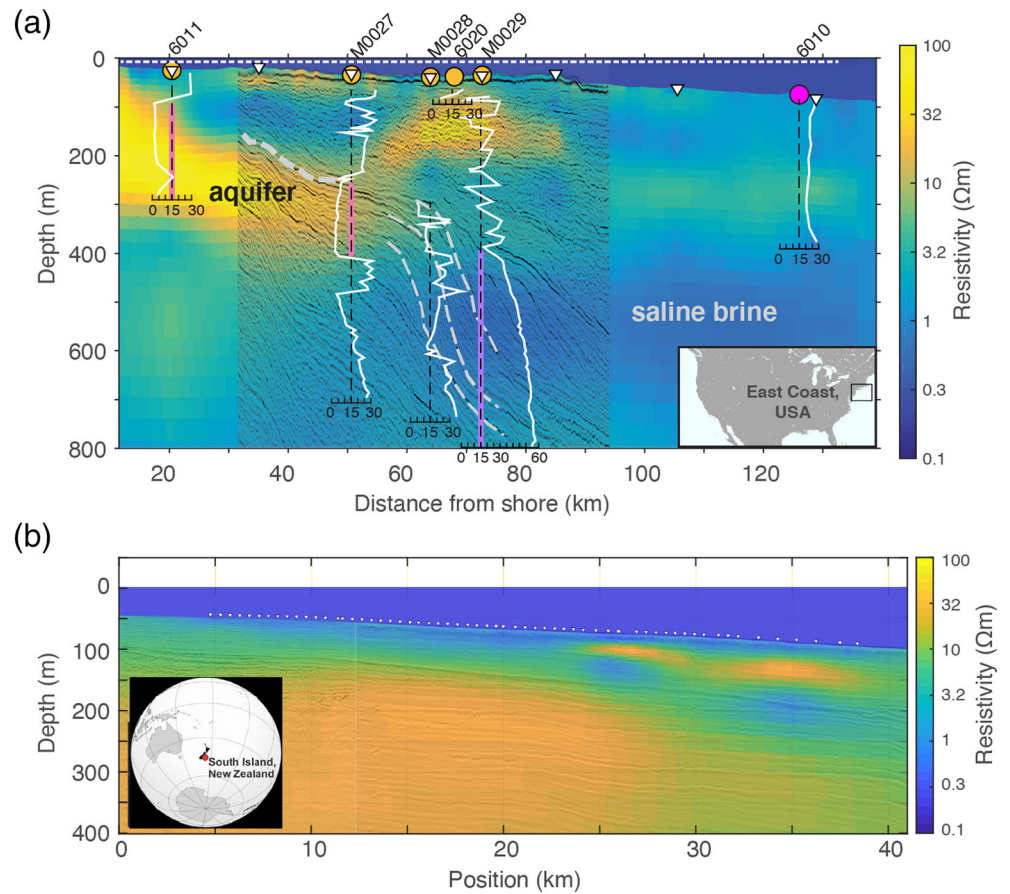 (a)
6011
M0027
M0028
6020
M0029
6010
0
200
400
600
800
Depth (m)
aquifer
saline brine
0 15 30
0 15 30
0 15 30
0 15 30
0 15 30 60
0 15 30
East Coast,
USA
20 40 60 80 100 120
Distance from shore (km)
100
32
10
3.2
1
0.3
0.1
Resistivity (Ωm)
(b)
0
100
200
300
400
Depth (m)
South Island,
New Zealand
0 10 20 30 40
Position (km)
100
32
10
3.2
1
0.3
0.1
Resistivity (Ωm)